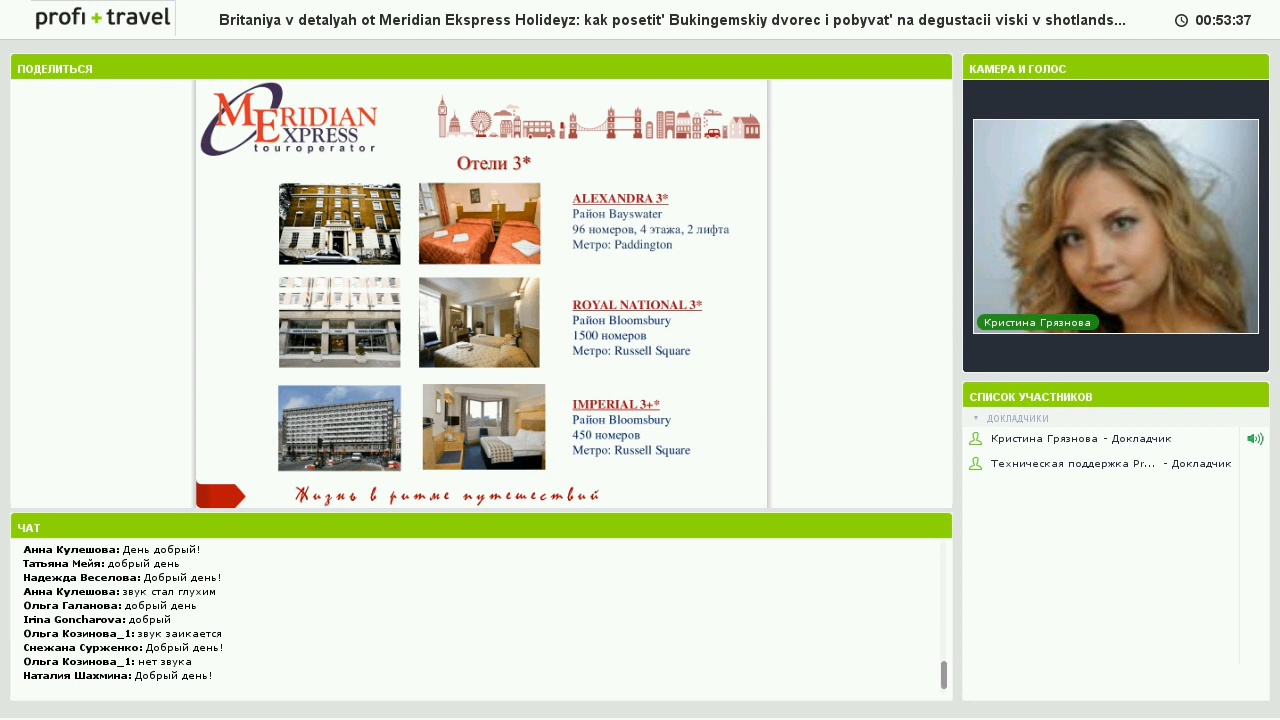 profi + travel
Britaniya v detalyah ot Meridian Ekspress Holideyz: kak posetit' Bukingemskiy dvorec i pobyvat' na degustacii viski v shotlands...
00:53:37
ПОДЕЛИТЬСЯ
MERIDIAN
EXPRESS
touroperator
Отели 3*
ALEXANDRA 3*
Район Bayswater
96 номеров, 4 этажа, 2 лифта
Метро: Paddington
ROYAL NATIONAL 3*
Район Bloomsbury
1500 номеров
Метро: Russell Square
IMPERIAL 3+*
Район Bloomsbury
450 номеров
Метро: Russell Square
Жизнь в ритме путешествий
ЧАТ
Анна Кулешова: День добрый!
Татьяна Мейя: добрый день
Надежда Веселова: Добрый день!
Анна Кулешова: звук стал глухим
Ольга Галанова: добрый день
Irina Goncharova: добрый
Ольга Козинова_1: звук заикается
Снежана Сурженко: Добрый день!
Ольга Козинова_1: нет звука
Наталия Шахмина: Добрый день!
КАМЕРА И ГОЛОС
Кристина Грязнова
СПИСОК УЧАСТНИКОВ
ДОКЛАДЧИКИ
Кристина Грязнова - Докладчик
Техническая поддержка Pr... - Докладчик